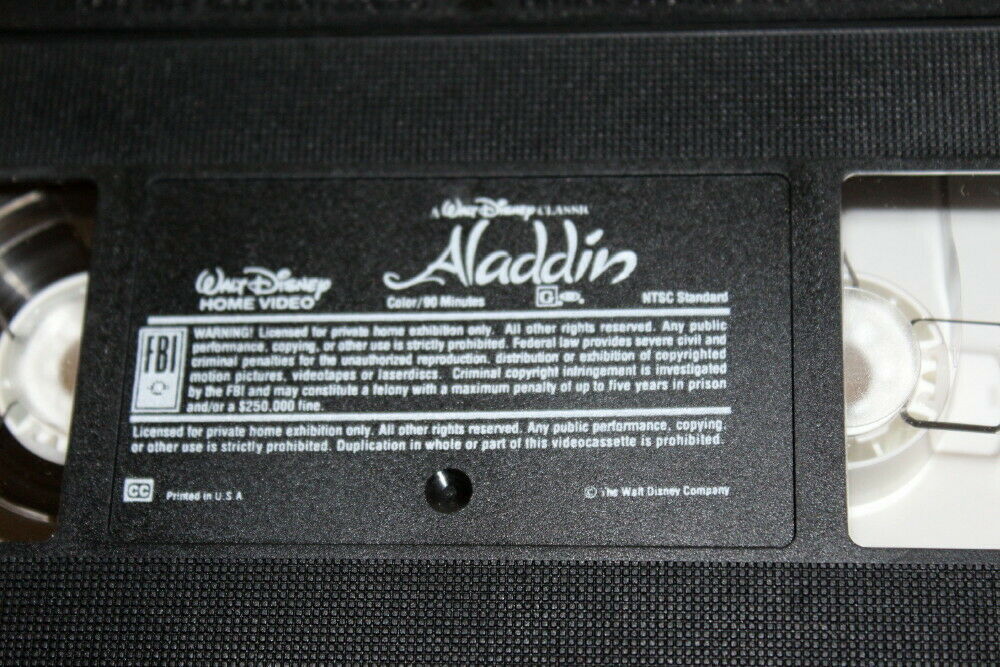 A Walt Disney CLASSIC
Aladdin
Walt Disney
HOME VIDEO
Color/90 Minutes
G
NTSC Standard
FBI
WARNING! Licensed for private home exhibition only. All other rights reserved. Any public
performance, copying, or other use is strictly prohibited. Federal law provides severe civil and
criminal penalties for the unauthorized reproduction, distribution or exhibition of copyrighted
motion pictures, videotapes or laserdiscs. Criminal copyright infringement is investigated
by the FBI and may constitute a felony with a maximum penalty of up to five years in prison
and/or a $250,000 fine.
Licensed for private home exhibition only. All other rights reserved. Any public performance, copying,
or other use is strictly prohibited. Duplication in whole or part of this videocassette is prohibited.
CC
Printed in U.S.A
© The Walt Disney Company